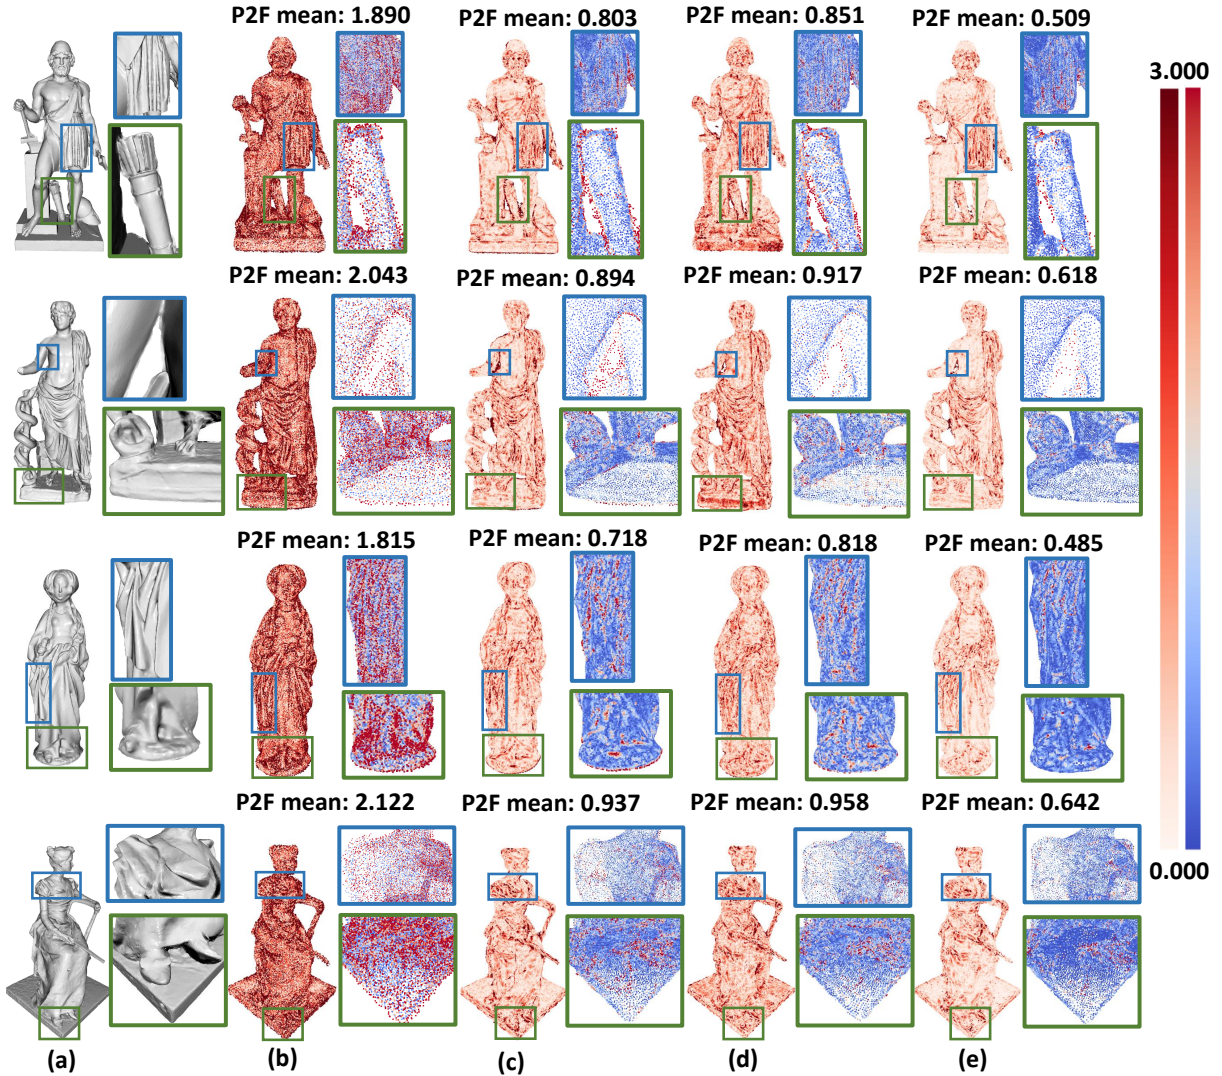 P2F mean: 1.890 P2F mean: 0.803 P2F mean: 0.851 P2F mean: 0.509
3.000
P2F mean: 2.043 P2F mean: 0.894 P2F mean: 0.917 P2F mean: 0.618
P2F mean: 1.815 P2F mean: 0.718 P2F mean: 0.818 P2F mean: 0.485
P2F mean: 2.122 P2F mean: 0.937 P2F mean: 0.958 P2F mean: 0.642
0.000
(a) (b) (c) (d) (e)